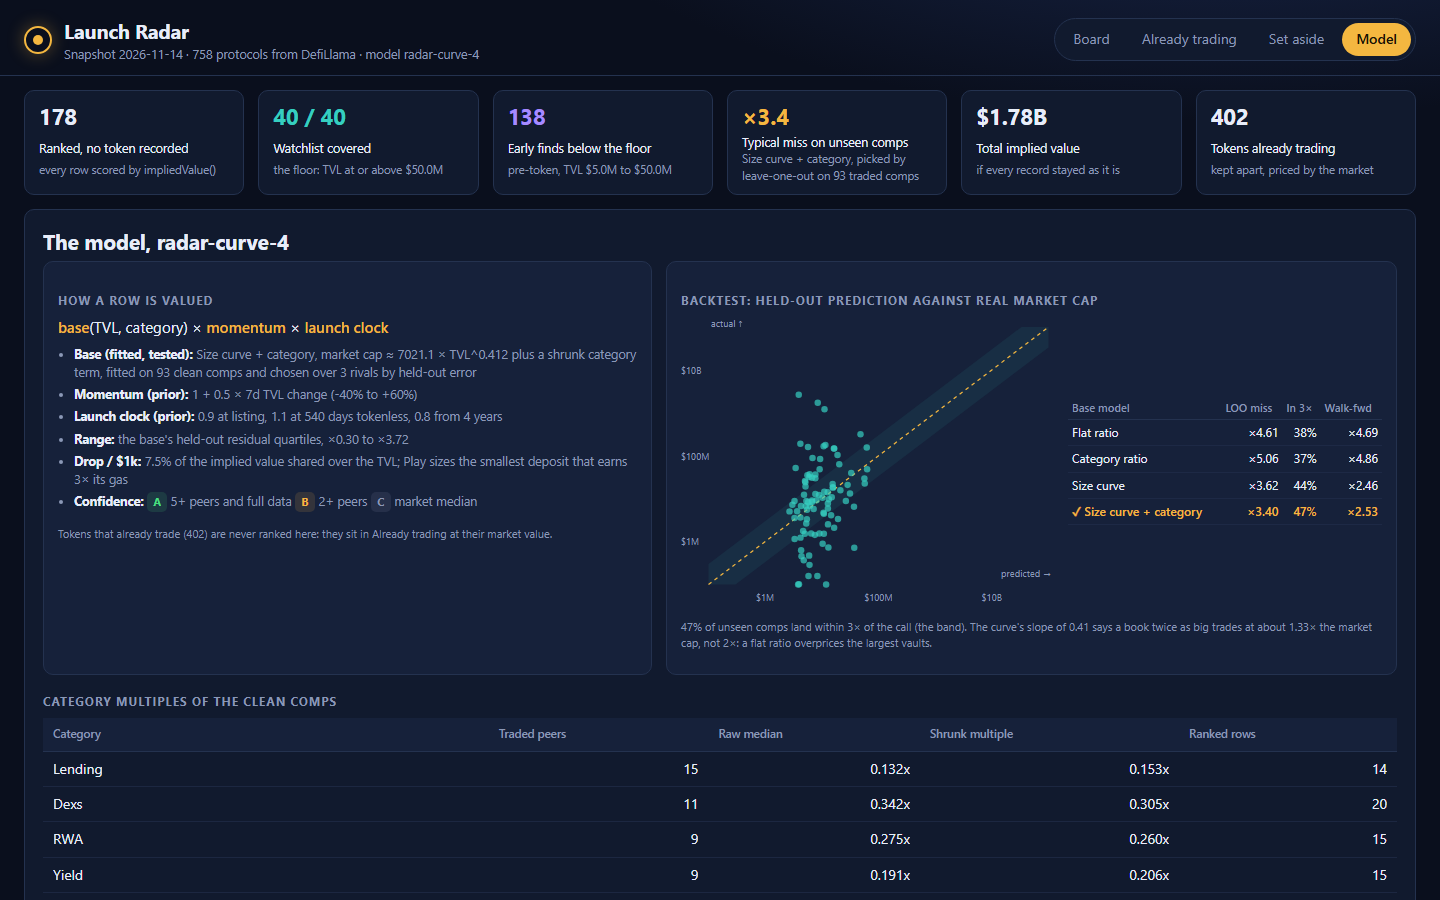 Launch Radar
Snapshot 2026-11-14 · 758 protocols from DefiLlama · model radar-curve-4
Board
Already trading
Set aside
Model
178
Ranked, no token recorded
every row scored by impliedValue()
40 / 40
Watchlist covered
the floor: TVL at or above $50.0M
138
Early finds below the floor
pre-token, TVL $5.0M to $50.0M
×3.4
Typical miss on unseen comps
Size curve + category, picked by
leave-one-out on 93 traded comps
$1.78B
Total implied value
if every record stayed as it is
402
Tokens already trading
kept apart, priced by the market
The model, radar-curve-4
HOW A ROW IS VALUED
base(TVL, category) × momentum × launch clock
• Base (fitted, tested): Size curve + category, market cap ≈ 7021.1 × TVL^0.412 plus a shrunk category
term, fitted on 93 clean comps and chosen over 3 rivals by held-out error
• Momentum (prior): 1 + 0.5 × 7d TVL change (-40% to +60%)
• Launch clock (prior): 0.9 at listing, 1.1 at 540 days tokenless, 0.8 from 4 years
• Range: the base's held-out residual quartiles, ×0.30 to ×3.72
• Drop / $1k: 7.5% of the implied value shared over the TVL; Play sizes the smallest deposit that earns
3× its gas
• Confidence: A 5+ peers and full data B 2+ peers C market median
Tokens that already trade (402) are never ranked here: they sit in Already trading at their market value.
BACKTEST: HELD-OUT PREDICTION AGAINST REAL MARKET CAP
actual ↑
$10B
$100M
$1M
predicted →
$1M $100M $10B
Base model LOO miss In 3× Walk-fwd
Flat ratio ×4.61 38% ×4.69
Category ratio ×5.06 37% ×4.86
Size curve ×3.62 44% ×2.46
✓ Size curve + category ×3.40 47% ×2.53
47% of unseen comps land within 3× of the call (the band). The curve's slope of 0.41 says a book twice as big trades at about 1.33× the market
cap, not 2×: a flat ratio overprices the largest vaults.
CATEGORY MULTIPLES OF THE CLEAN COMPS
Category Traded peers Raw median Shrunk multiple Ranked rows
Lending 15 0.132x 0.153x 14
Dexs 11 0.342x 0.305x 20
RWA 9 0.275x 0.260x 15
Yield 9 0.191x 0.206x 15